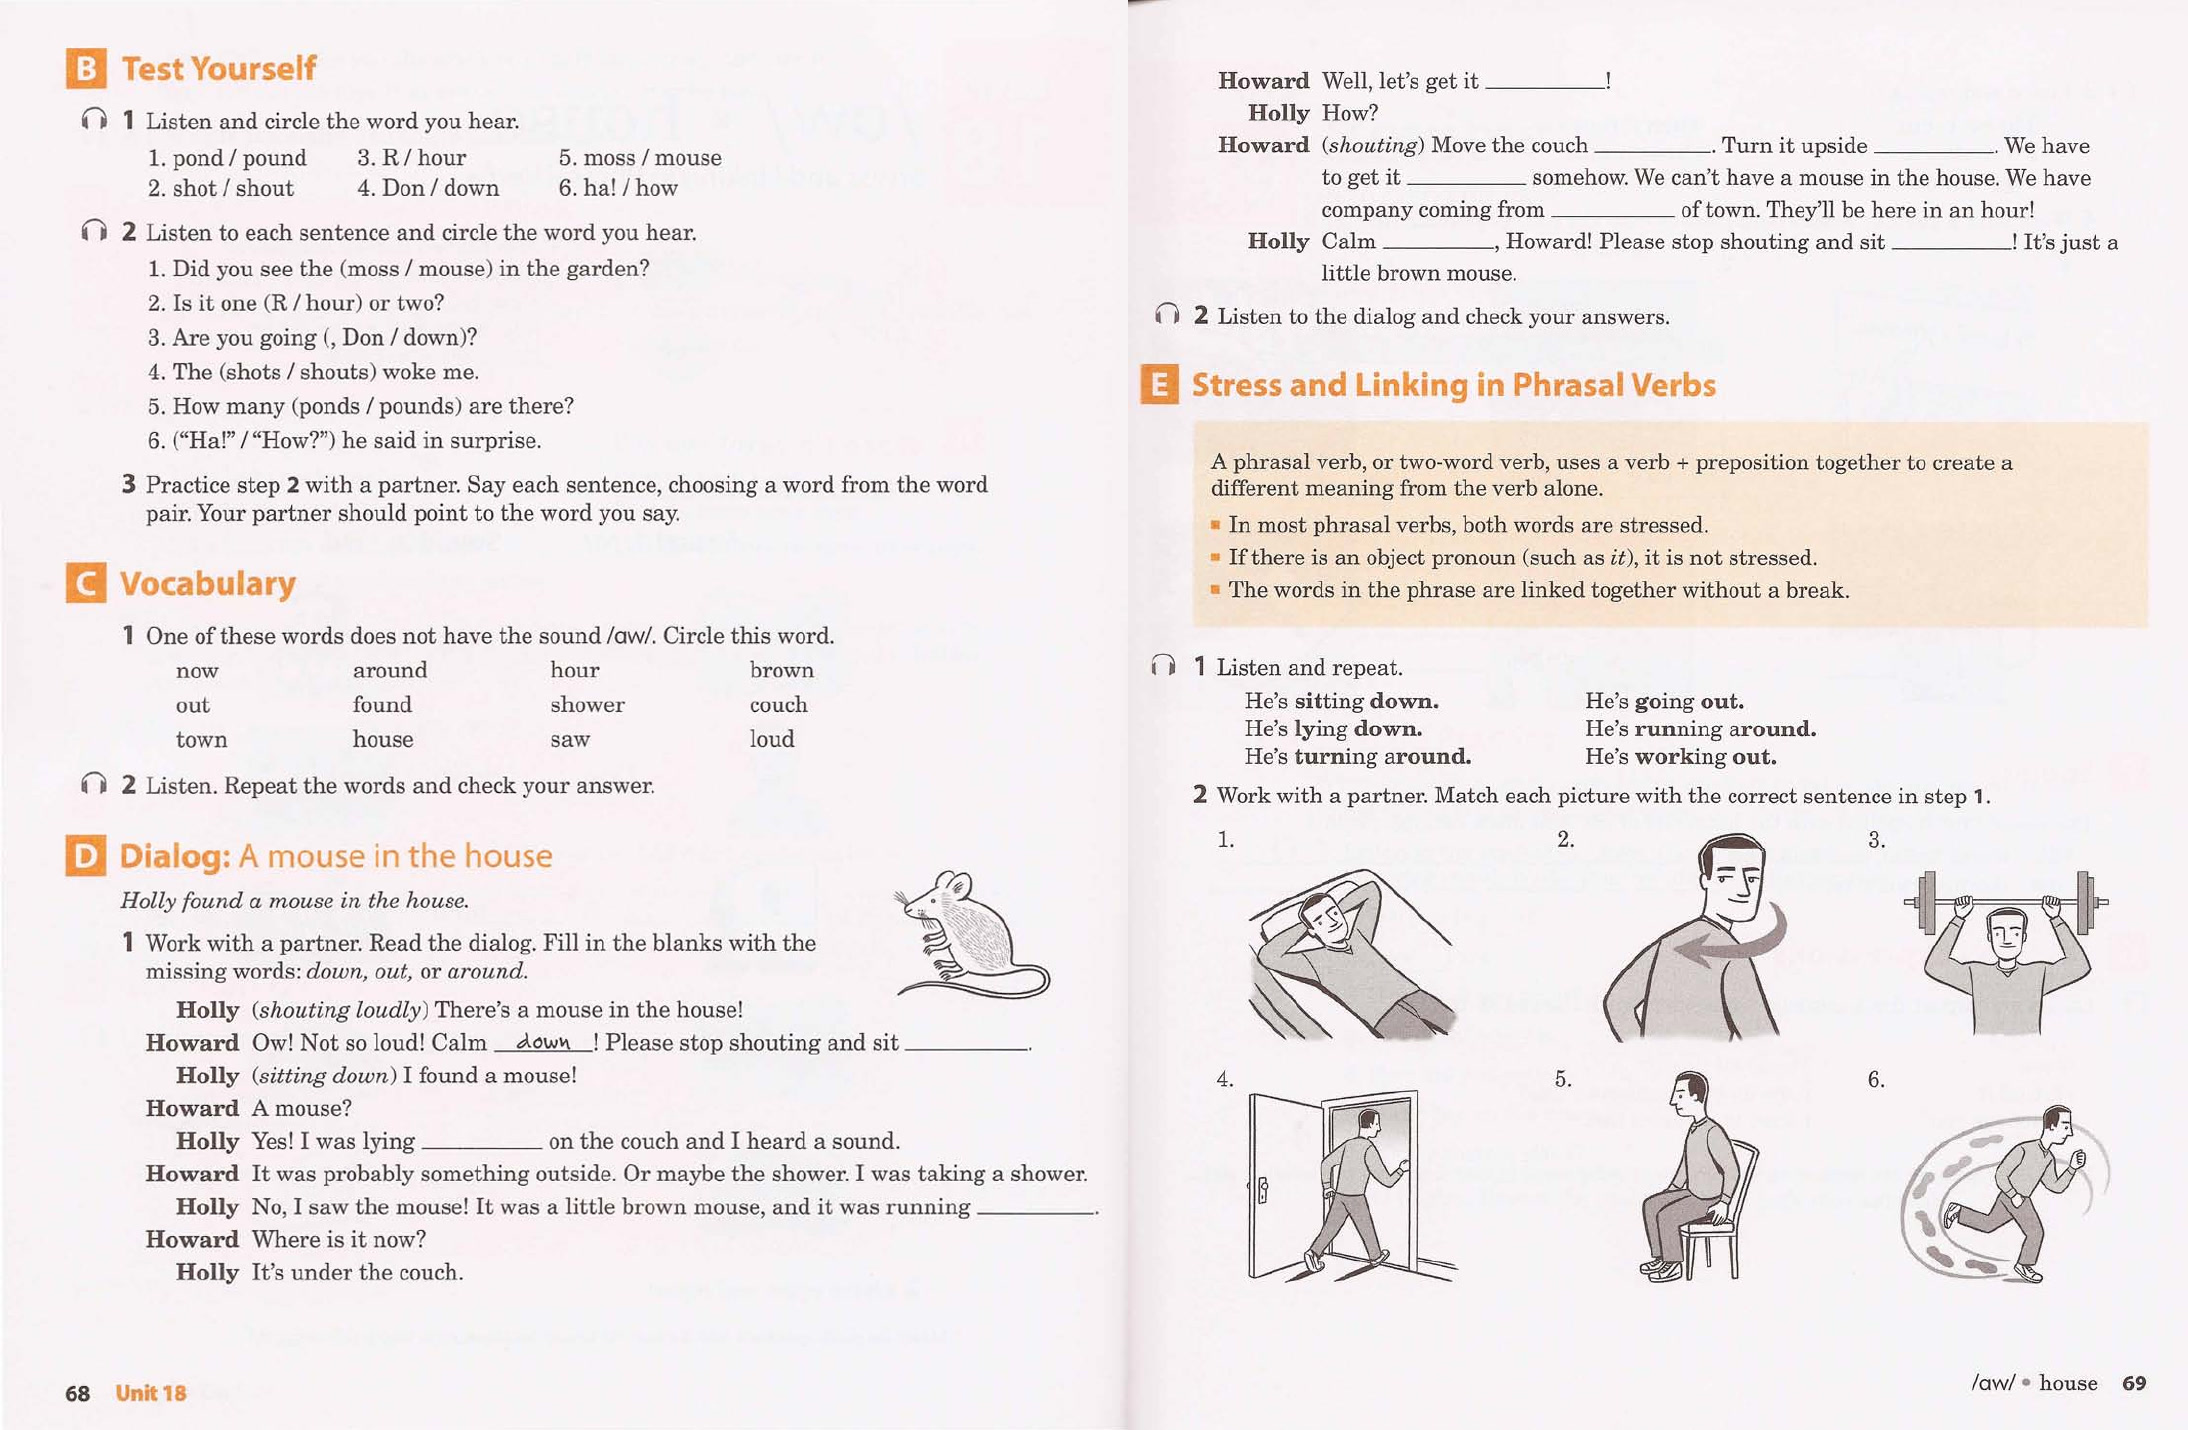 B Test Yourself
1 Listen and circle the word you hear.
1. pond / pound 3. R / hour 5. moss / mouse
2. shot / shout 4. Don / down 6. ha! / how
2 Listen to each sentence and circle the word you hear.
1. Did you see the (moss / mouse) in the garden?
2. Is it one (R / hour) or two?
3. Are you going (, Don / down)?
4. The (shots / shouts) woke me.
5. How many (ponds / pounds) are there?
6. (“Ha!” / “How?”) he said in surprise.
3 Practice step 2 with a partner. Say each sentence, choosing a word from the word
pair. Your partner should point to the word you say.
C Vocabulary
1 One of these words does not have the sound /ɑw/. Circle this word.
now around hour brown
out found shower couch
town house saw loud
2 Listen. Repeat the words and check your answer.
D Dialog: A mouse in the house
Holly found a mouse in the house.
1 Work with a partner. Read the dialog. Fill in the blanks with the
missing words: down, out, or around.
Holly (shouting loudly) There’s a mouse in the house!
Howard Ow! Not so loud! Calm down ! Please stop shouting and sit ____.
Holly (sitting down) I found a mouse!
Howard A mouse?
Holly Yes! I was lying ____ on the couch and I heard a sound.
Howard It was probably something outside. Or maybe the shower. I was taking a shower.
Holly No, I saw the mouse! It was a little brown mouse, and it was running ____.
Howard Where is it now?
Holly It’s under the couch.
68 Unit 18
Howard Well, let’s get it ____!
Holly How?
Howard (shouting) Move the couch ____. Turn it upside ____. We have
to get it ____ somehow. We can’t have a mouse in the house. We have
company coming from ____ of town. They’ll be here in an hour!
Holly Calm ____, Howard! Please stop shouting and sit ____! It’s just a
little brown mouse.
2 Listen to the dialog and check your answers.
E Stress and Linking in Phrasal Verbs
A phrasal verb, or two-word verb, uses a verb + preposition together to create a
different meaning from the verb alone.
▪ In most phrasal verbs, both words are stressed.
▪ If there is an object pronoun (such as it), it is not stressed.
▪ The words in the phrase are linked together without a break.
1 Listen and repeat.
He’s sitting down. He’s going out.
He’s lying down. He’s running around.
He’s turning around. He’s working out.
2 Work with a partner. Match each picture with the correct sentence in step 1.
1. 2. 3.
4. 5. 6.
/ɑw/ • house 69